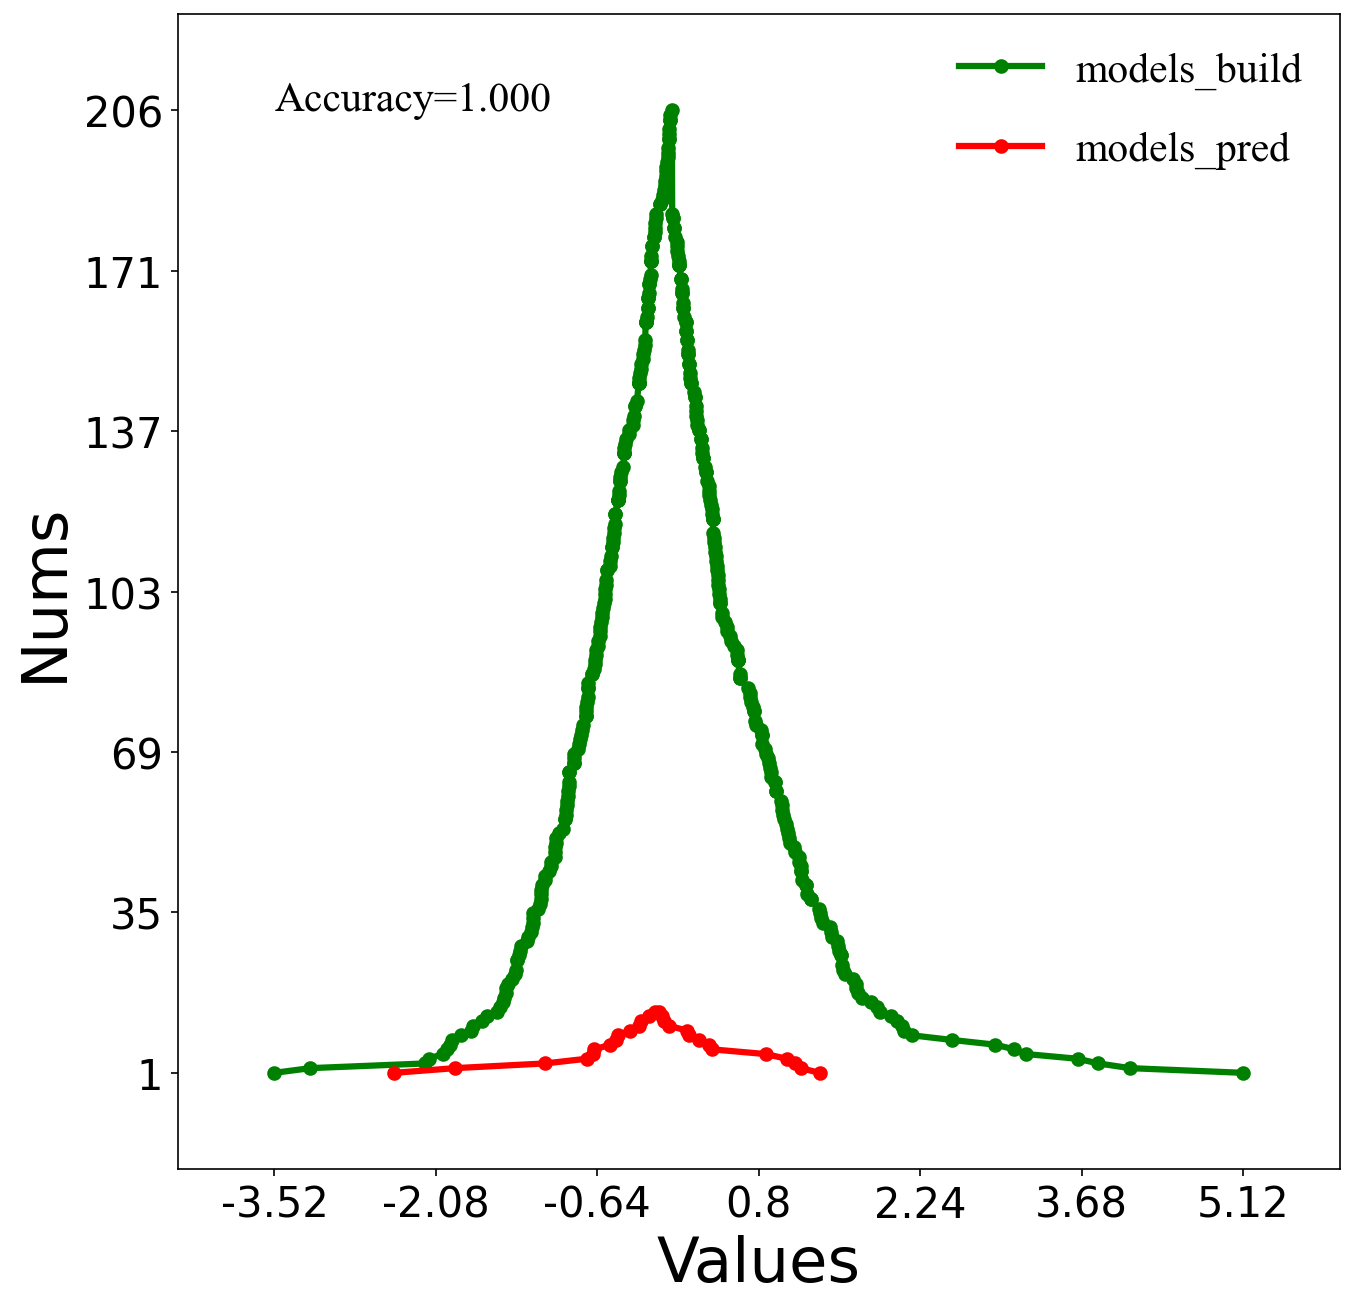 models_build
Accuracy=1.000
models_pred
206
171
137
103
69
35
1
Nums
-3.52 -2.08 -0.64 0.8 2.24 3.68 5.12
Values